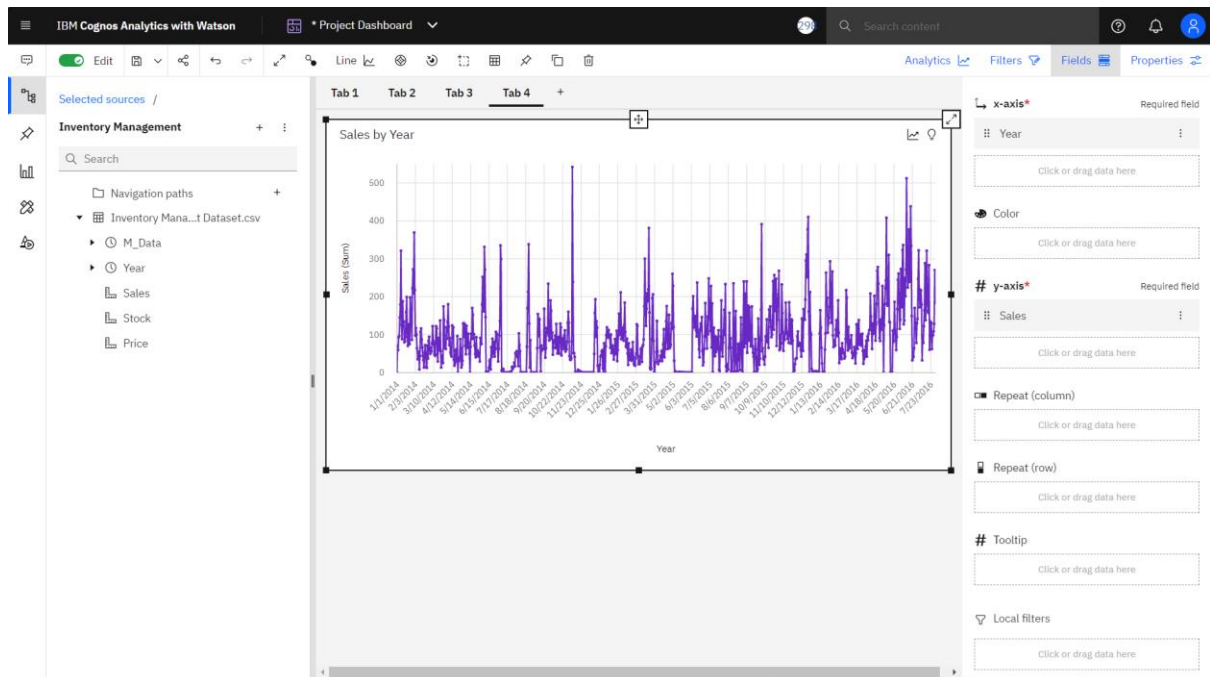 IBM Cognos Analytics with Watson
* Project Dashboard
Search content
Edit
Line
Analytics
Filters
Fields
Properties
Selected sources /
Inventory Management
Search
Navigation paths
Inventory Mana...t Dataset.csv
M_Data
Year
Sales
Stock
Price
Tab 1 Tab 2 Tab 3 Tab 4 +
Sales by Year
Sales (Sum)
500
400
300
200
100
0
1/1/2014
2/3/2014
3/10/2014
4/12/2014
5/14/2014
6/15/2014
7/17/2014
8/18/2014
9/20/2014
10/22/2014
11/23/2014
12/25/2014
1/26/2015
2/27/2015
3/31/2015
5/2/2015
6/3/2015
7/5/2015
8/6/2015
9/7/2015
10/9/2015
11/10/2015
12/12/2015
1/13/2016
2/14/2016
3/17/2016
4/18/2016
5/20/2016
6/21/2016
7/23/2016
Year
x-axis* Required field
Year
Click or drag data here
Color
Click or drag data here
# y-axis* Required field
Sales
Click or drag data here
Repeat (column)
Click or drag data here
Repeat (row)
Click or drag data here
# Tooltip
Click or drag data here
Local filters
Click or drag data here